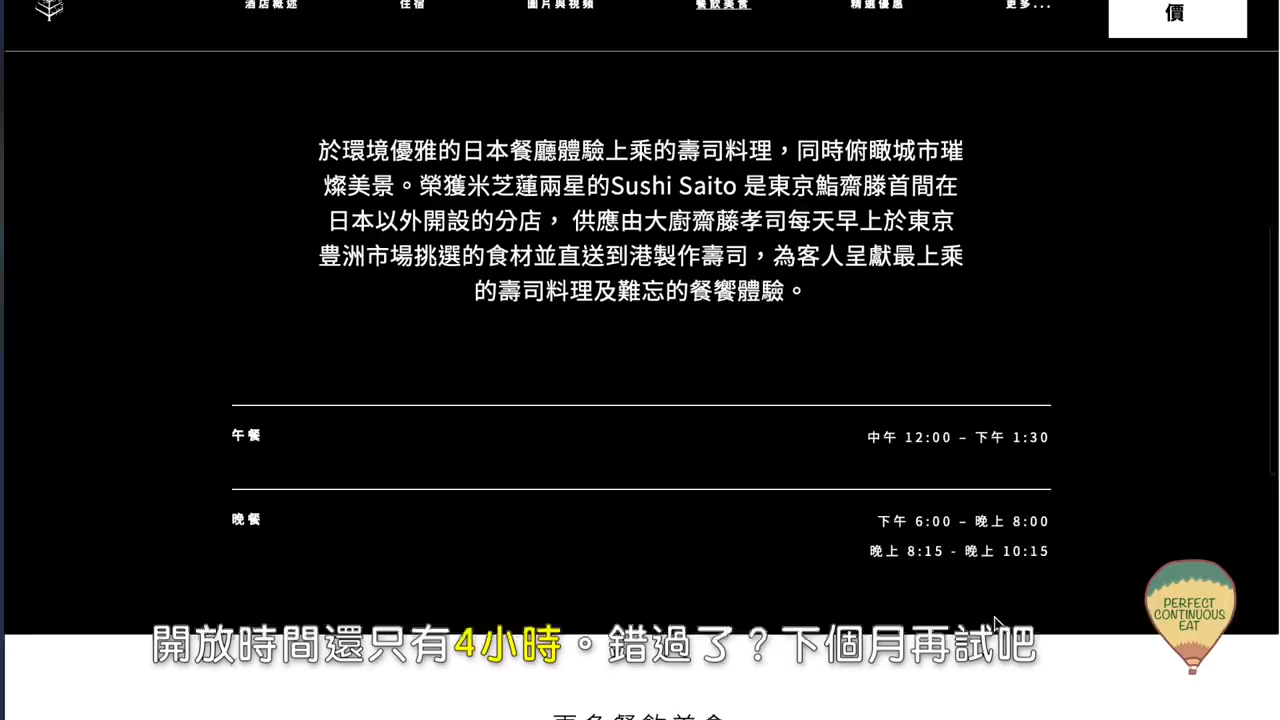 酒店概述 住宿 圖片與視頻 餐飲美食 精選優惠 更多...
價
於環境優雅的日本餐廳體驗上乘的壽司料理，同時俯瞰城市璀
燦美景。榮獲米芝蓮兩星的Sushi Saito 是東京鮨齋滕首間在
日本以外開設的分店， 供應由大廚齋藤孝司每天早上於東京
豊洲市場挑選的食材並直送到港製作壽司，為客人呈獻最上乘
的壽司料理及難忘的餐饗體驗。
午餐 中午 12:00 – 下午 1:30
晚餐 下午 6:00 – 晚上 8:00
晚上 8:15 - 晚上 10:15
PERFECT
CONTINUOUS
EAT
開放時間還只有4小時。錯過了？下個月再試吧